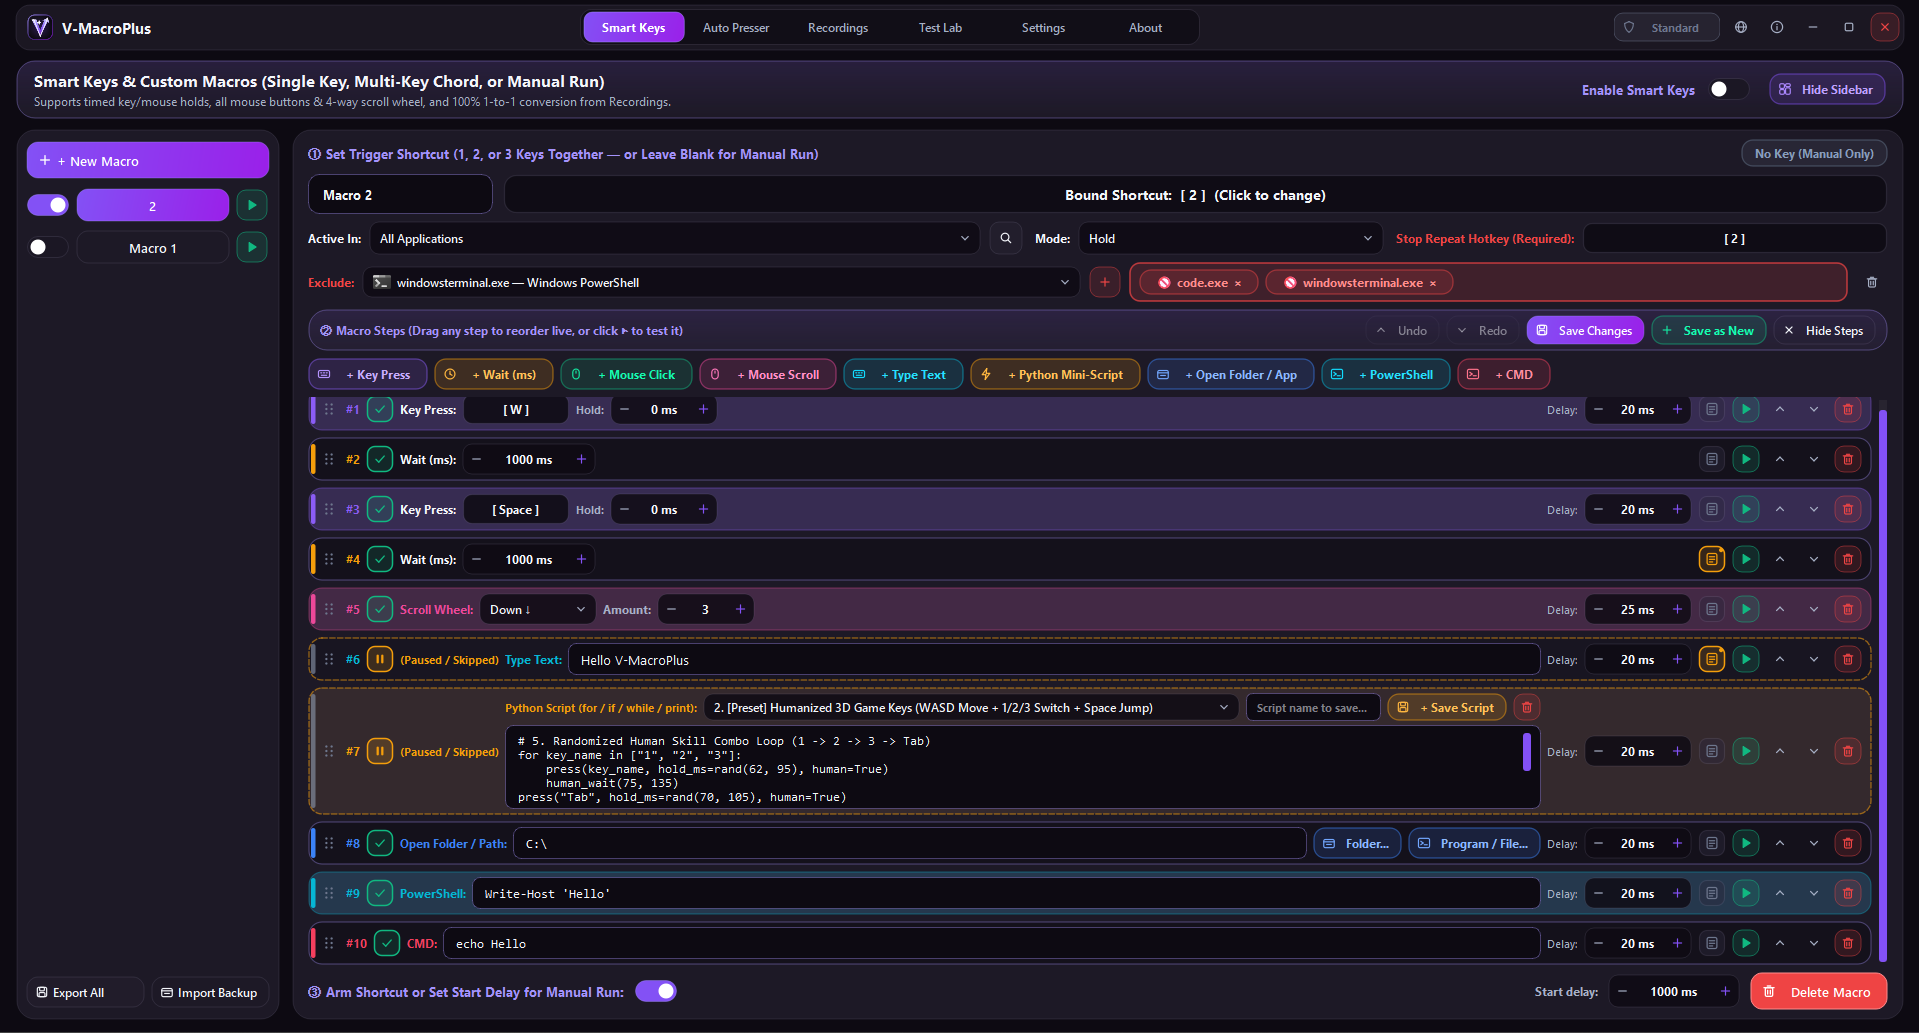 V-MacroPlus
Smart Keys
Auto Presser
Recordings
Test Lab
Settings
About
Standard
Smart Keys & Custom Macros (Single Key, Multi-Key Chord, or Manual Run)
Supports timed key/mouse holds, all mouse buttons & 4-way scroll wheel, and 100% 1-to-1 conversion from Recordings.
Enable Smart Keys
Hide Sidebar
+ New Macro
2
Macro 1
Export All
Import Backup
① Set Trigger Shortcut (1, 2, or 3 Keys Together — or Leave Blank for Manual Run)
No Key (Manual Only)
Macro 2
Bound Shortcut: [ 2 ] (Click to change)
Active In: All Applications
Mode: Hold
Stop Repeat Hotkey (Required): [ 2 ]
Exclude: windowsterminal.exe — Windows PowerShell
+
code.exe ×
windowsterminal.exe ×
② Macro Steps (Drag any step to reorder live, or click ▶ to test it)
Undo
Redo
Save Changes
+ Save as New
× Hide Steps
+ Key Press
+ Wait (ms)
+ Mouse Click
+ Mouse Scroll
+ Type Text
+ Python Mini-Script
+ Open Folder / App
+ PowerShell
+ CMD
#1 Key Press: [ W ] Hold: − 0 ms + Delay: − 20 ms +
#2 Wait (ms): − 1000 ms +
#3 Key Press: [ Space ] Hold: − 0 ms + Delay: − 20 ms +
#4 Wait (ms): − 1000 ms +
#5 Scroll Wheel: Down ↓ Amount: − 3 + Delay: − 25 ms +
#6 (Paused / Skipped) Type Text: Hello V-MacroPlus Delay: − 20 ms +
Python Script (for / if / while / print): 2. [Preset] Humanized 3D Game Keys (WASD Move + 1/2/3 Switch + Space Jump) Script name to save... + Save Script
#7 (Paused / Skipped) Delay: − 20 ms +
# 5. Randomized Human Skill Combo Loop (1 -> 2 -> 3 -> Tab)
for key_name in ["1", "2", "3"]:
    press(key_name, hold_ms=rand(62, 95), human=True)
    human_wait(75, 135)
press("Tab", hold_ms=rand(70, 105), human=True)
#8 Open Folder / Path: C:\ Folder... Program / File... Delay: − 20 ms +
#9 PowerShell: Write-Host 'Hello' Delay: − 20 ms +
#10 CMD: echo Hello Delay: − 20 ms +
③ Arm Shortcut or Set Start Delay for Manual Run:
Start delay: − 1000 ms +
Delete Macro